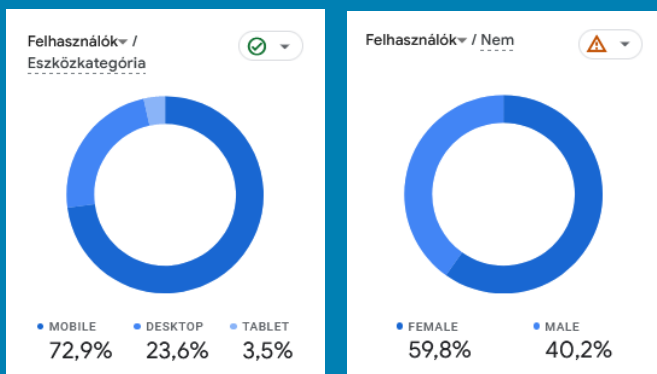 Felhasználók /
Eszközkategória
MOBILE
72,9%
DESKTOP
23,6%
TABLET
3,5%
Felhasználók / Nem
FEMALE
59,8%
MALE
40,2%